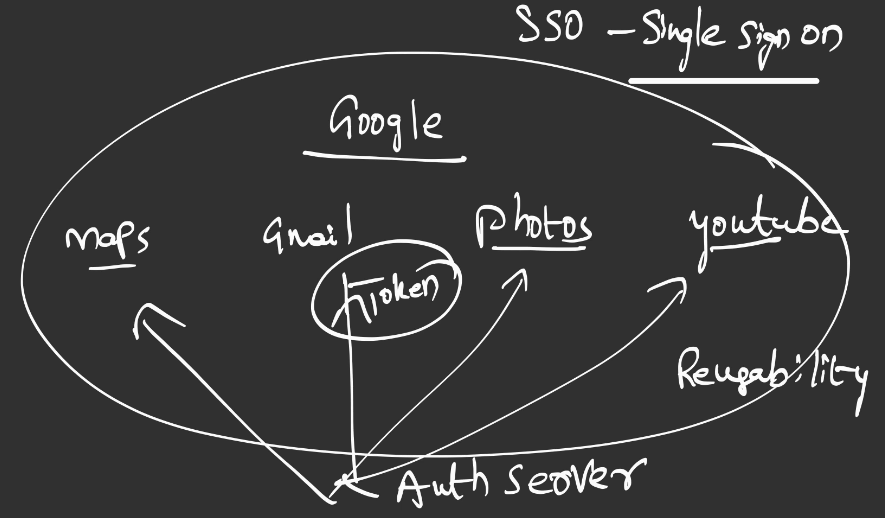 SSO - Single sign on
Google
maps Gmail photos youtube
Token
Reusability
Auth server